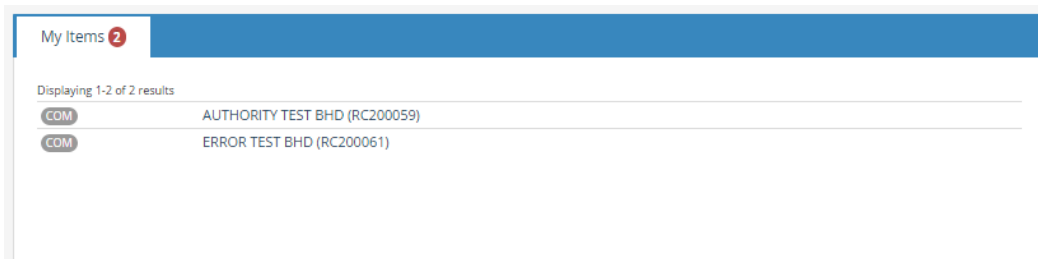 My Items 2
Displaying 1-2 of 2 results
COM AUTHORITY TEST BHD (RC200059)
COM ERROR TEST BHD (RC200061)